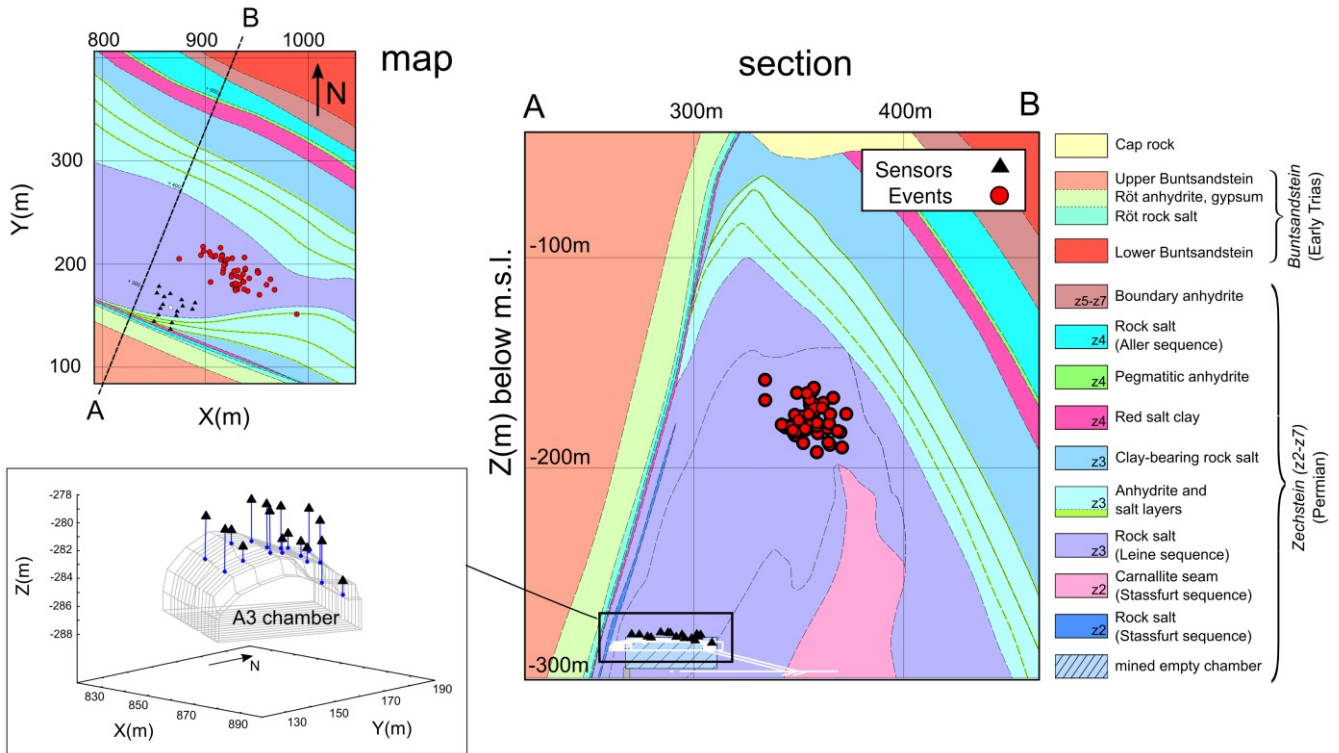 B
800 900 1000
map
N
300
200
100
Y(m)
A
X(m)
section
A 300m 400m B
Sensors
Events
-100m
-200m
-300m
Z(m) below m.s.l.
Cap rock
Upper Buntsandstein
Röt anhydrite, gypsum
Röt rock salt
Lower Buntsandstein
Buntsandstein
(Early Trias)
z5-z7 Boundary anhydrite
z4 Rock salt
(Aller sequence)
z4 Pegmatitic anhydrite
z4 Red salt clay
z3 Clay-bearing rock salt
z3 Anhydrite and
salt layers
z3 Rock salt
(Leine sequence)
z2 Carnallite seam
(Stassfurt sequence)
z2 Rock salt
(Stassfurt sequence)
mined empty chamber
Zechstein (z2-z7)
(Permian)
-278
-280
-282
-284
-286
-288
Z(m)
A3 chamber
N
830
850
870
890
X(m)
130
150
170
190
Y(m)